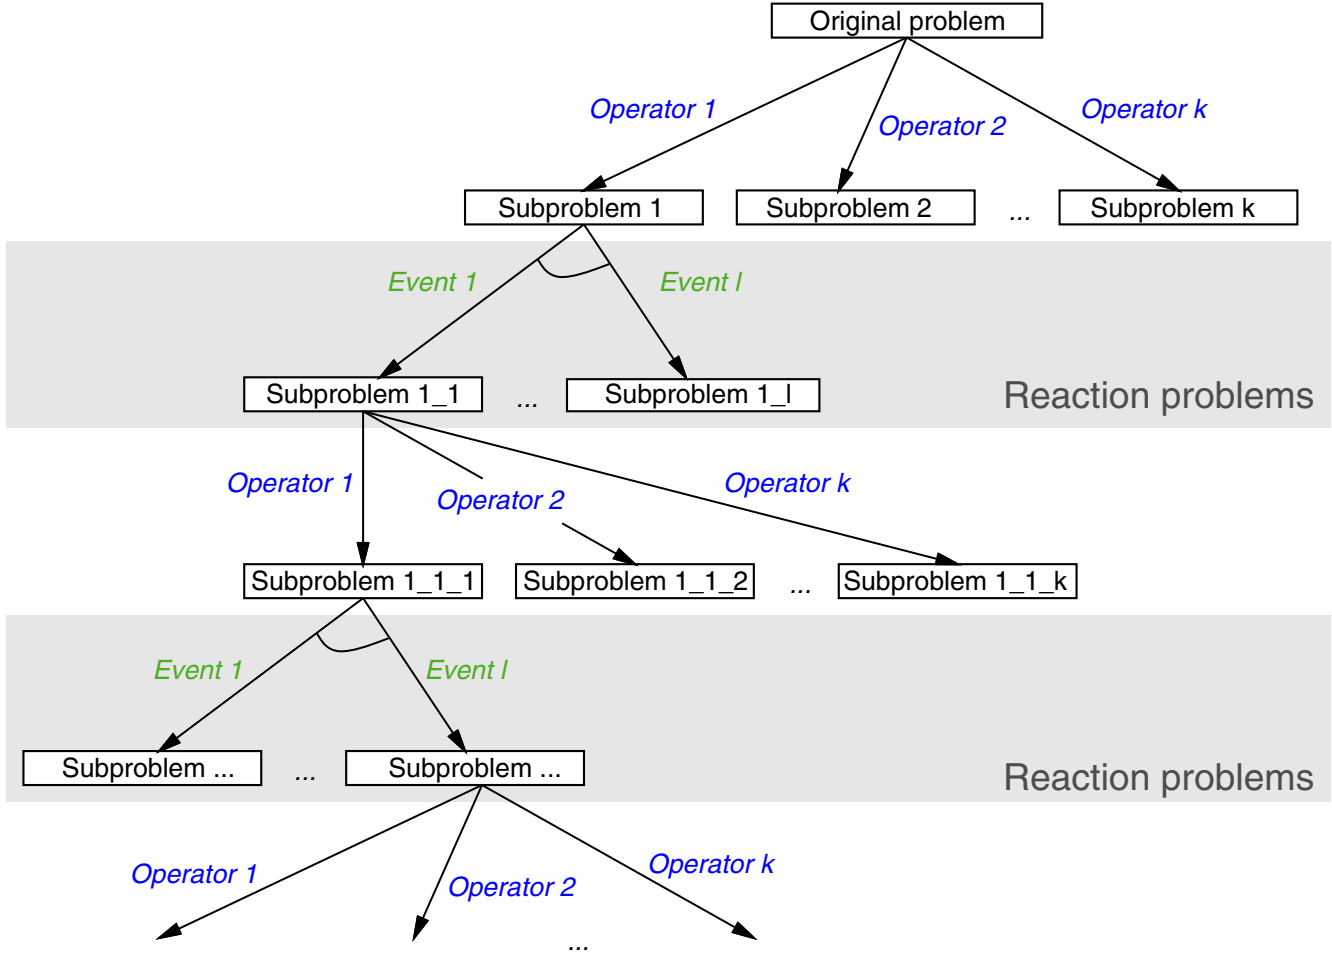 Original problem
Operator 1
Operator 2
Operator k
Subproblem 1
Subproblem 2
...
Subproblem k
Event 1
Event l
Subproblem 1_1
...
Subproblem 1_l
Reaction problems
Operator 1
Operator 2
Operator k
Subproblem 1_1_1
Subproblem 1_1_2
...
Subproblem 1_1_k
Event 1
Event l
Subproblem ...
...
Subproblem ...
Reaction problems
Operator 1
Operator 2
Operator k
...